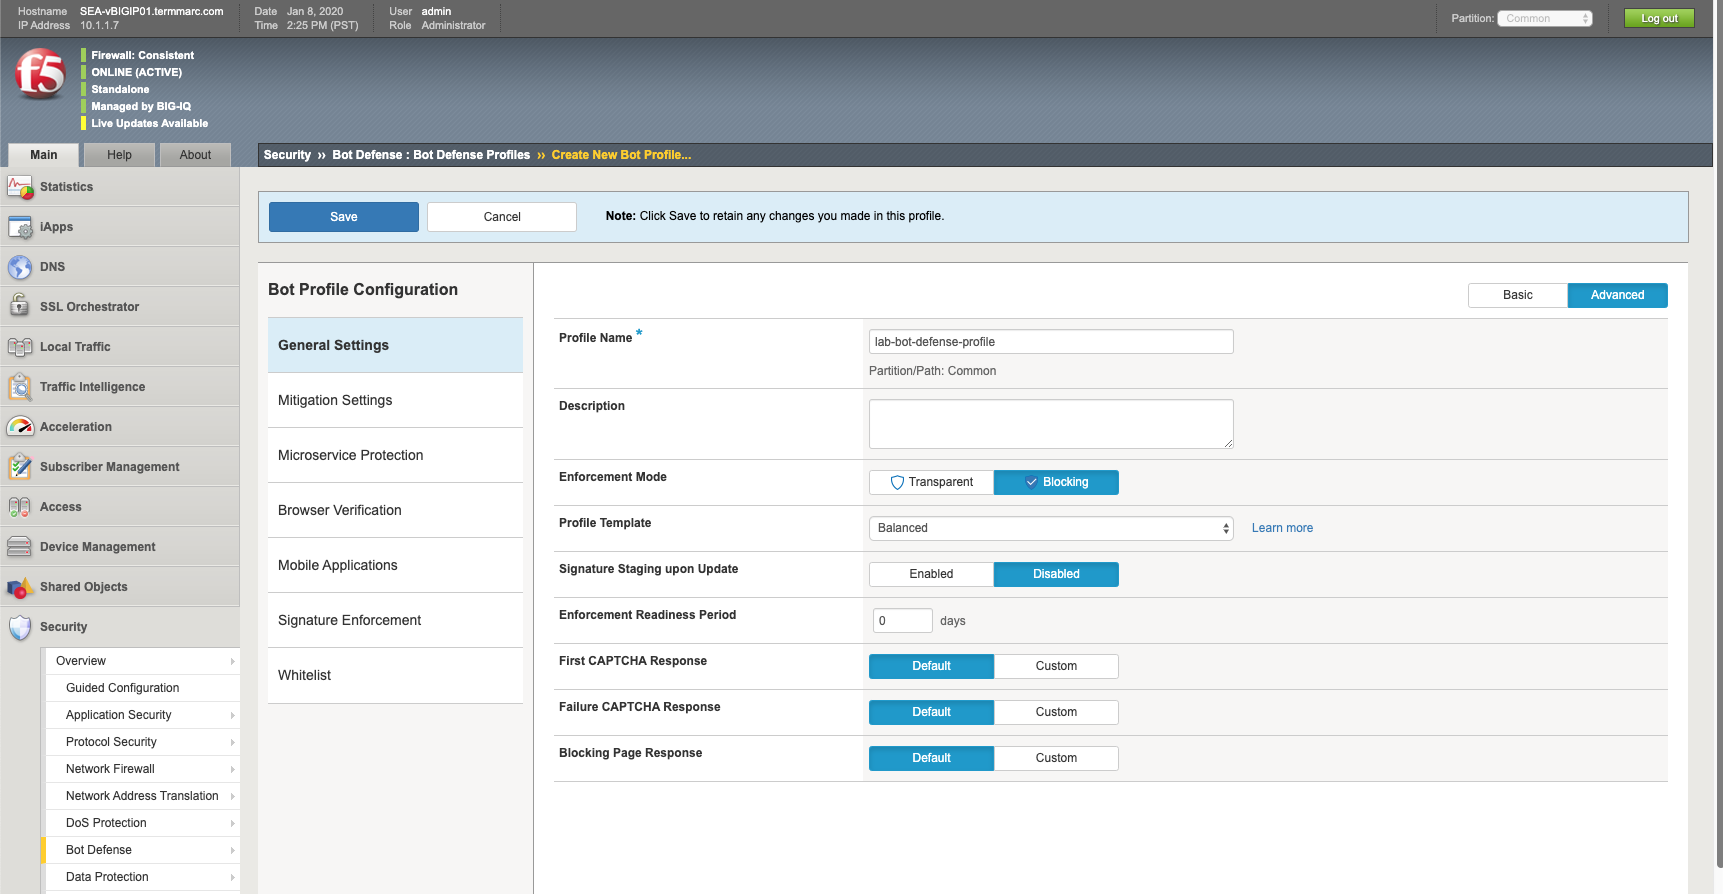 Hostname SEA-vBIGIP01.termmarc.com Date Jan 8, 2020 User admin
IP Address 10.1.1.7 Time 2:25 PM (PST) Role Administrator
Partition: Common
Log out
f5
Firewall: Consistent
ONLINE (ACTIVE)
Standalone
Managed by BIG-IQ
Live Updates Available
Main Help About
Security ›› Bot Defense : Bot Defense Profiles ›› Create New Bot Profile...
Statistics
iApps
DNS
SSL Orchestrator
Local Traffic
Traffic Intelligence
Acceleration
Subscriber Management
Access
Device Management
Shared Objects
Security
Overview
Guided Configuration
Application Security
Protocol Security
Network Firewall
Network Address Translation
DoS Protection
Bot Defense
Data Protection
Save Cancel Note: Click Save to retain any changes you made in this profile.
Bot Profile Configuration
General Settings
Mitigation Settings
Microservice Protection
Browser Verification
Mobile Applications
Signature Enforcement
Whitelist
Basic Advanced
Profile Name * lab-bot-defense-profile
Partition/Path: Common
Description
Enforcement Mode Transparent Blocking
Profile Template Balanced Learn more
Signature Staging upon Update Enabled Disabled
Enforcement Readiness Period 0 days
First CAPTCHA Response Default Custom
Failure CAPTCHA Response Default Custom
Blocking Page Response Default Custom